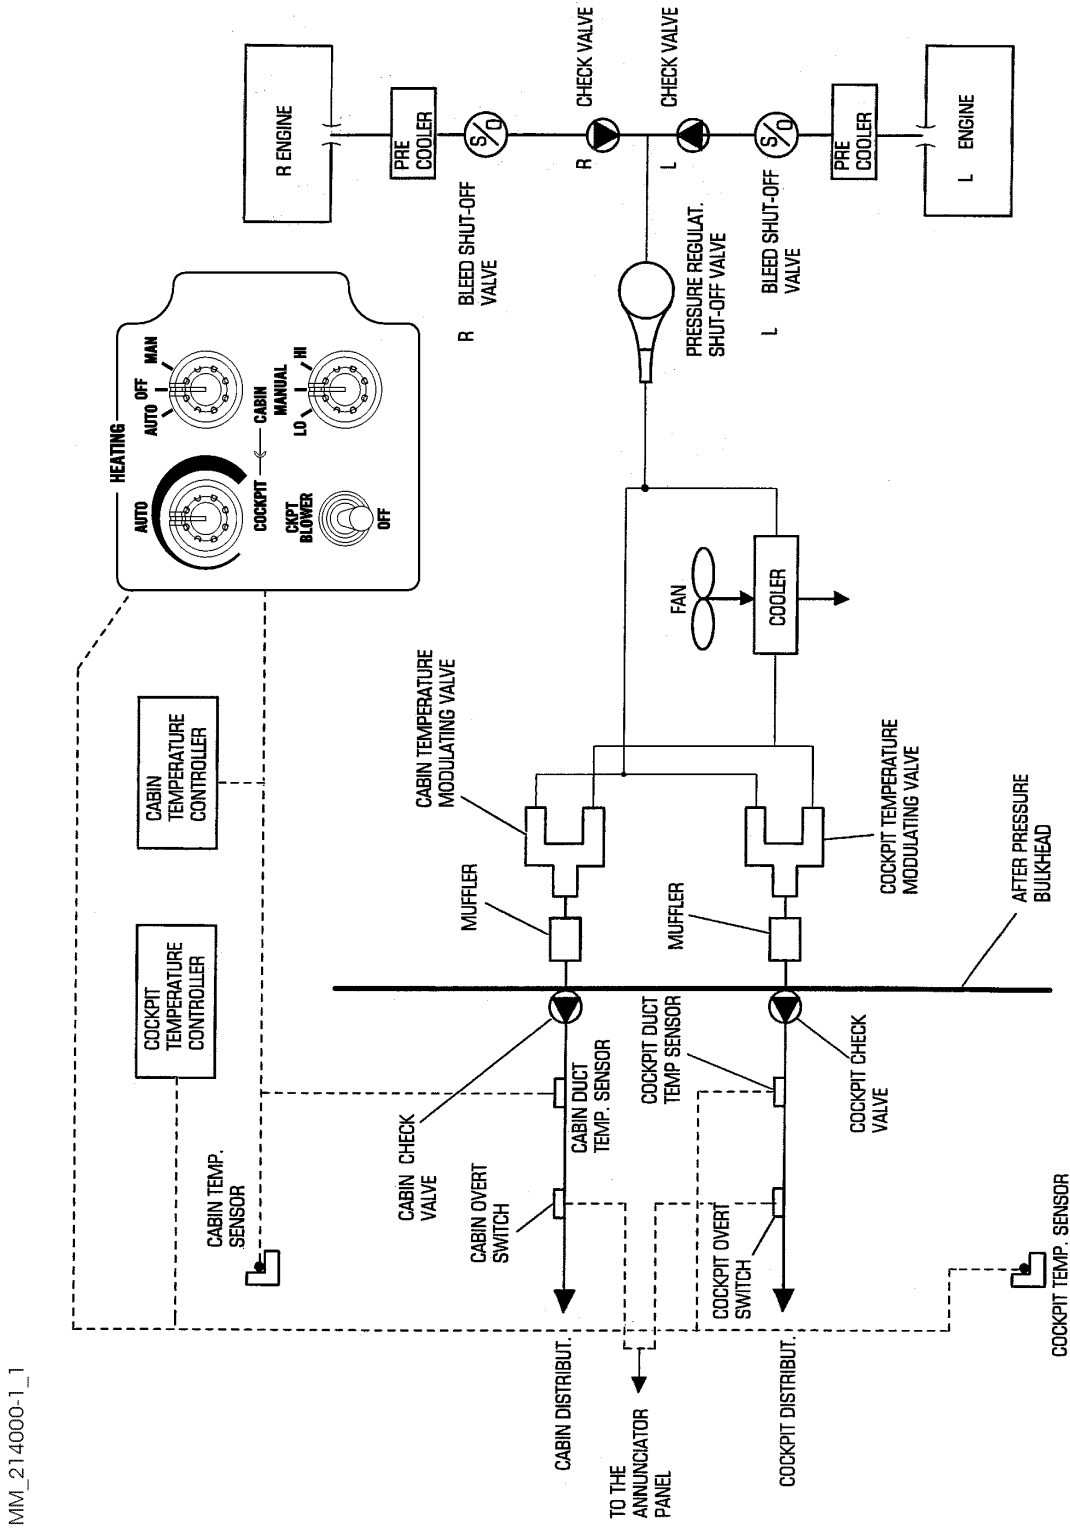 MM_214000-1_1
HEATING
AUTO
AUTO
OFF
MAN
COCKPIT
CABIN
CKPT
BLOWER
OFF
LO
MANUAL
HI
R ENGINE
PRE
COOLER
S/O
R
BLEED SHUT-OFF
VALVE
CHECK VALVE
R
CHECK VALVE
L
S/O
L
BLEED SHUT-OFF
VALVE
PRE
COOLER
L ENGINE
PRESSURE REGULAT.
SHUT-OFF VALVE
FAN
COOLER
CABIN
TEMPERATURE
CONTROLLER
COCKPIT
TEMPERATURE
CONTROLLER
CABIN TEMPERATURE
MODULATING VALVE
COCKPIT TEMPERATURE
MODULATING VALVE
MUFFLER
MUFFLER
AFTER PRESSURE
BULKHEAD
CABIN CHECK
VALVE
CABIN DUCT
TEMP. SENSOR
COCKPIT DUCT
TEMP SENSOR
COCKPIT CHECK
VALVE
CABIN TEMP.
SENSOR
CABIN OVERT
SWITCH
COCKPIT OVERT
SWITCH
COCKPIT TEMP. SENSOR
CABIN DISTRIBUT.
TO THE
ANNUNCIATOR
PANEL
COCKPIT DISTRIBUT.